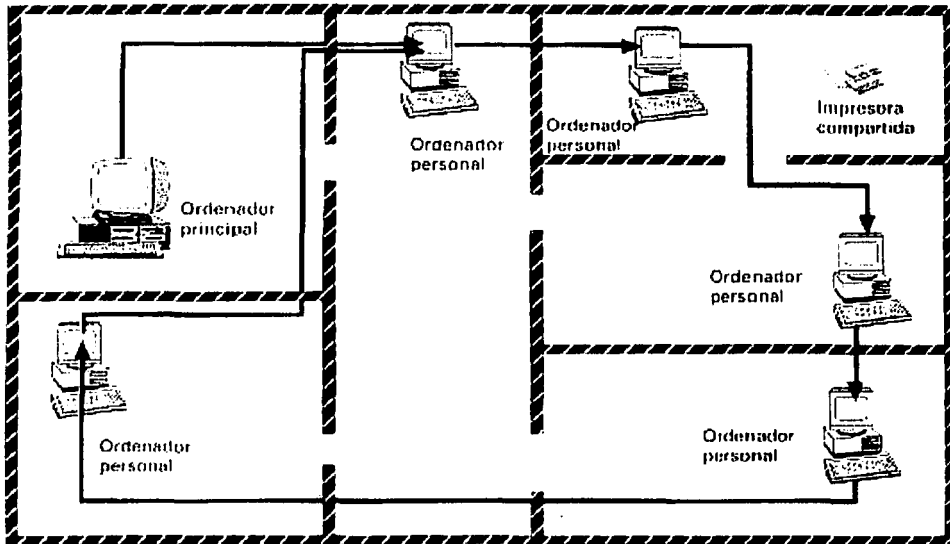 Ordenador
personal
Ordenador
personal
Impresora
compartida
Ordenador
principal
Ordenador
personal
Ordenador
personal
Ordenador
personal